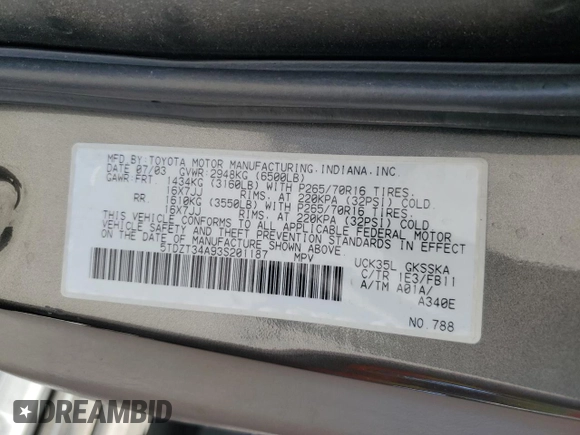 MFD BY: TOYOTA MOTOR MANUFACTURING, INDIANA, INC.
DATE 07/03 GVWR: 2948KG (6500LB)
GAWR FRT. 1434KG (3160LB) WITH P265/70R16 TIRES.
16X7JJ RIMS. AT 220KPA (32PSI) COLD
RR. 1610KG (3550LB) WITH P265/70R16 TIRES.
16X7JJ RIMS. AT 220KPA (32PSI) COLD.
THIS VEHICLE CONFORMS TO ALL APPLICABLE FEDERAL MOTOR
VEHICLE SAFETY AND THEFT PREVENTION STANDARDS IN EFFECT
ON THE DATE OF MANUFACTURE SHOWN ABOVE.
5TDZT34A93S201187 MPV
UCK35L GKSSKA
C/TR 1E3/FB11
A/TM A01A/
A340E
NO. 788
DREAMBID